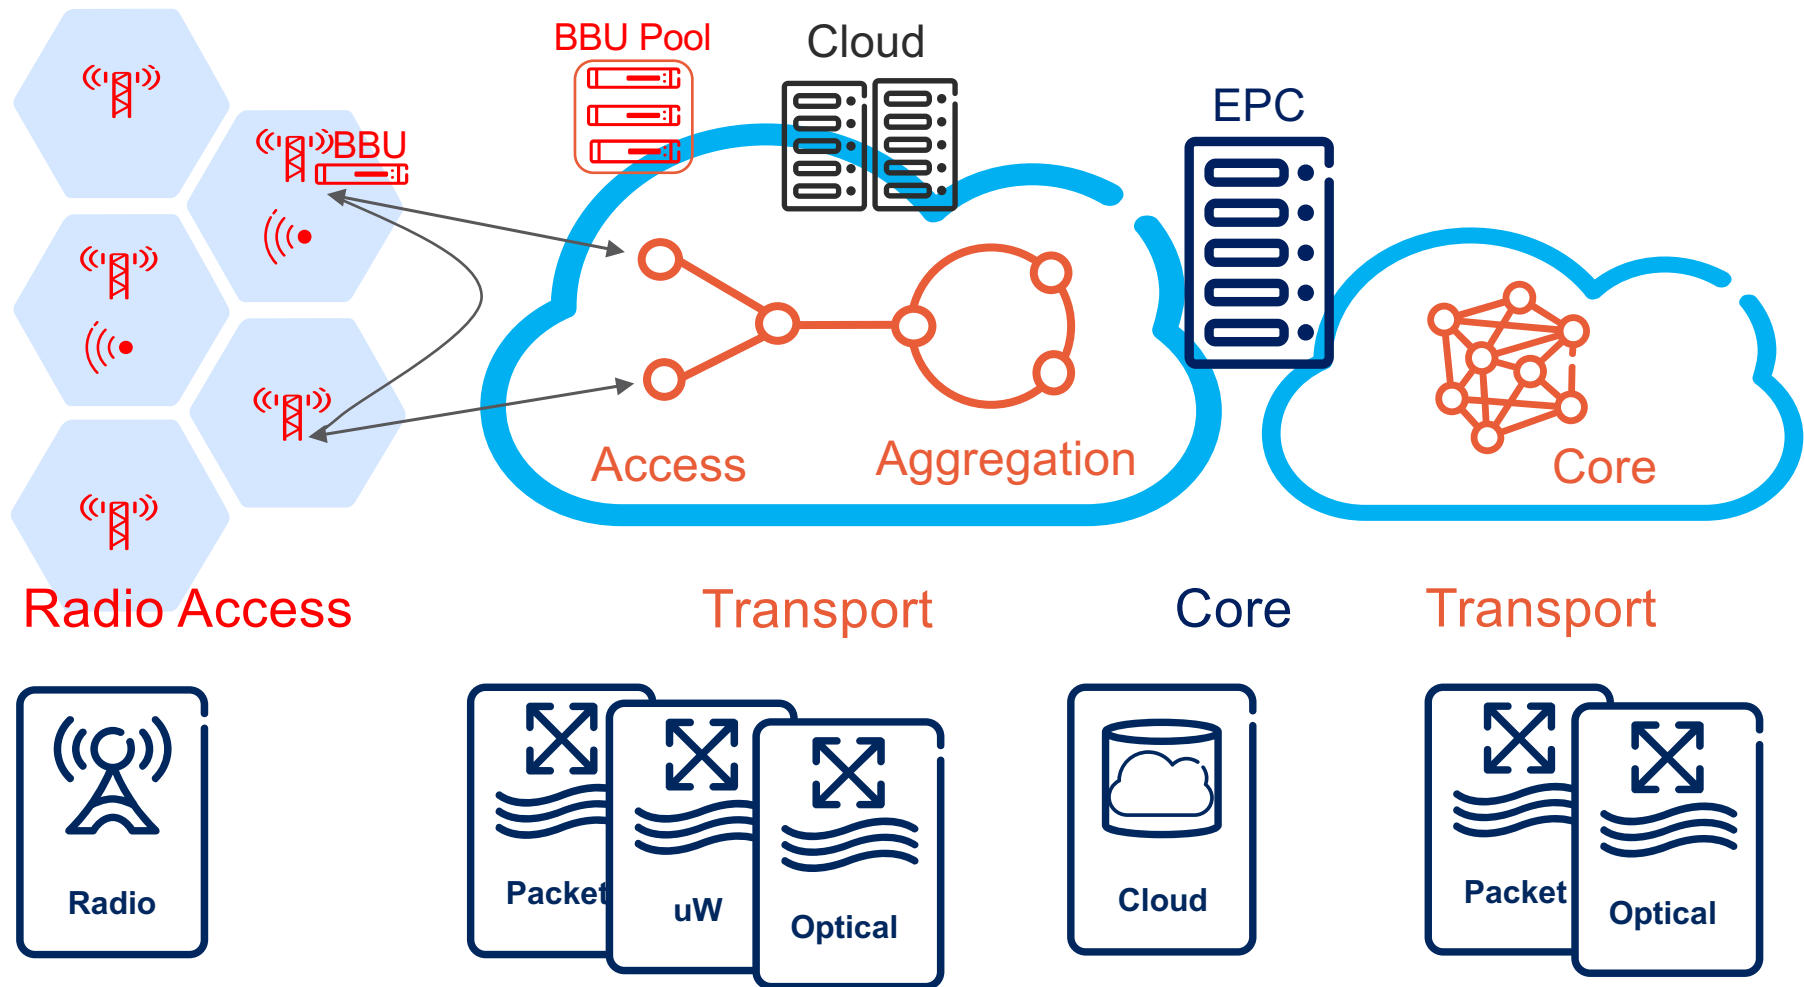 BBU Pool
Cloud
EPC
BBU
Access
Aggregation
Core
Radio Access
Transport
Core
Transport
Radio
Packet
uW
Optical
Cloud
Packet
Optical